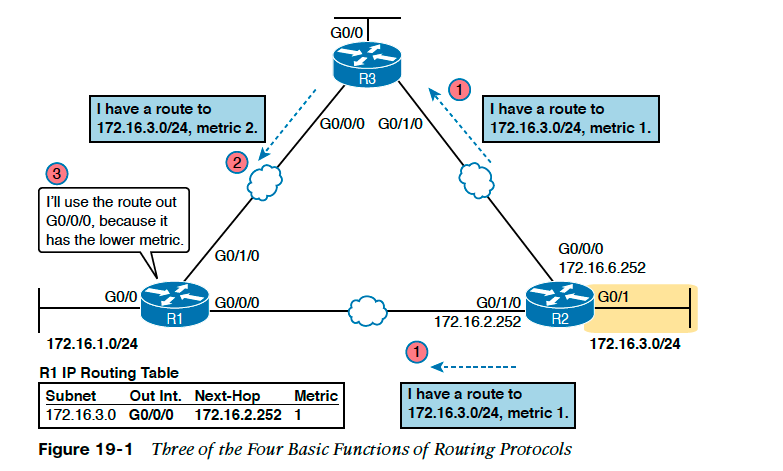 G0/0
R3
1
I have a route to
172.16.3.0/24, metric 2.
I have a route to
172.16.3.0/24, metric 1.
G0/0/0
G0/1/0
2
3
I'll use the route out
G0/0/0, because it
has the lower metric.
G0/1/0
G0/0/0
172.16.6.252
G0/0
R1
G0/0/0
G0/1/0
172.16.2.252
R2
G0/1
172.16.1.0/24
172.16.3.0/24
1
I have a route to
172.16.3.0/24, metric 1.
R1 IP Routing Table
Subnet Out Int. Next-Hop Metric
172.16.3.0 G0/0/0 172.16.2.252 1
Figure 19-1 Three of the Four Basic Functions of Routing Protocols